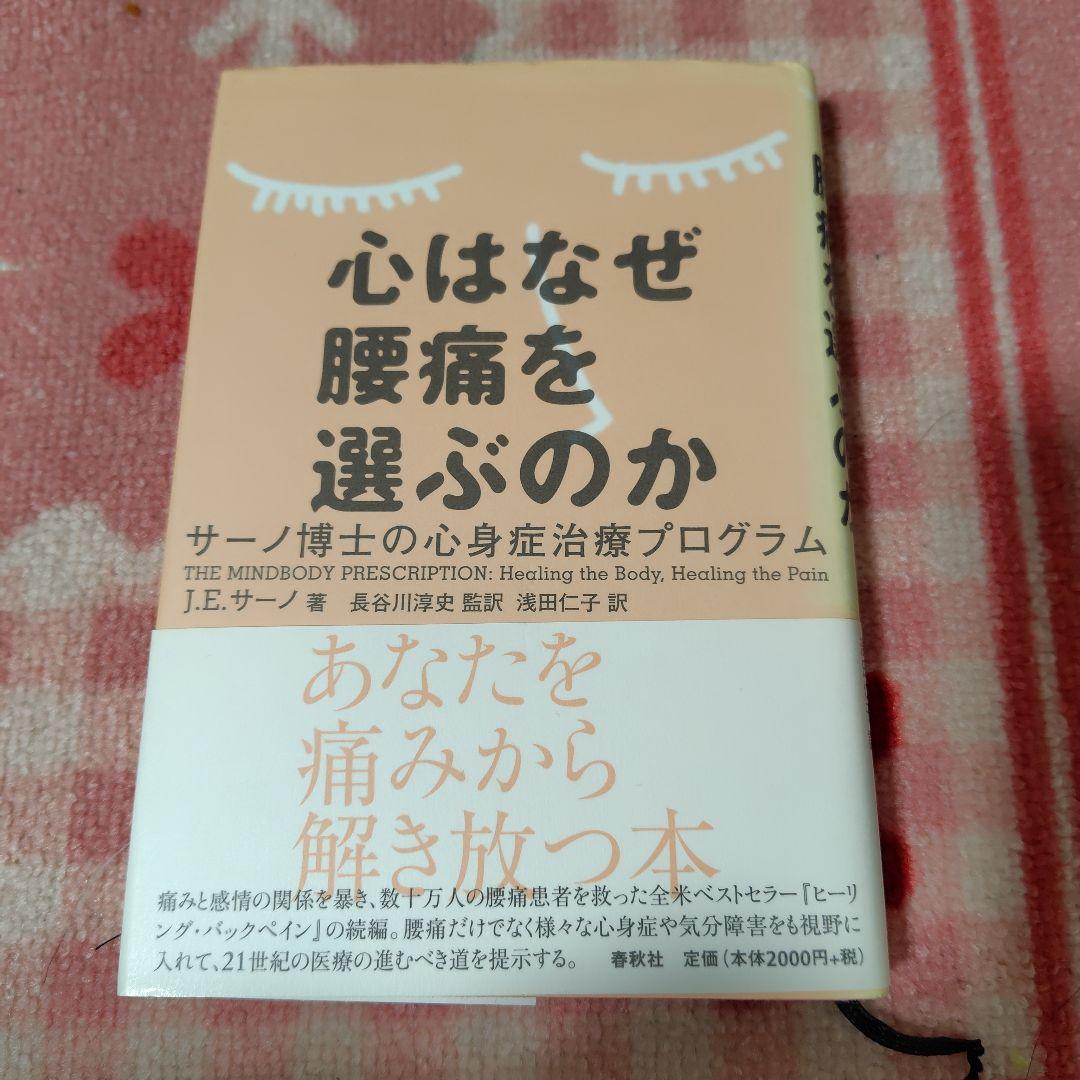 心はなぜ
腰痛を
選ぶのか
サーノ博士の心身症治療プログラム
THE MINDBODY PRESCRIPTION: Healing the Body, Healing the Pain
J.E.サーノ 著 長谷川淳史 監訳 浅田仁子 訳
あなたを
痛みから
解き放つ本
痛みと感情の関係を暴き、数十万人の腰痛患者を救った全米ベストセラー『ヒーリ
ング・バックペイン』の続編。腰痛だけでなく様々な心身症や気分障害をも視野に
入れて、21世紀の医療の進むべき道を提示する。 春秋社 定価(本体2000円+税)
腰痛を選ぶのか